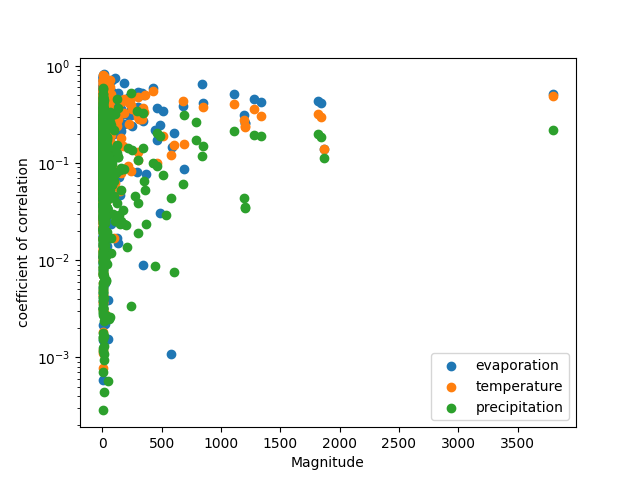 10⁰
10⁻¹
10⁻²
10⁻³
coefficient of correlation
evaporation
temperature
precipitation
0 500 1000 1500 2000 2500 3000 3500
Magnitude